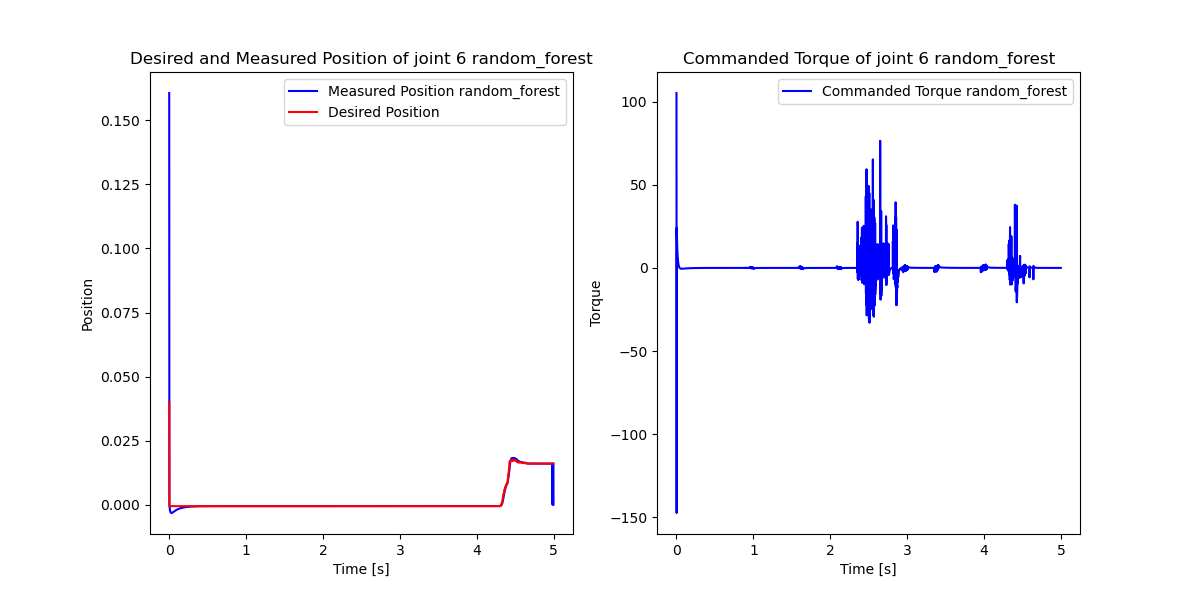 Desired and Measured Position of joint 6 random_forest
Measured Position random_forest
Desired Position
Position
0.150
0.125
0.100
0.075
0.050
0.025
0.000
0 1 2 3 4 5
Time [s]
Commanded Torque of joint 6 random_forest
Commanded Torque random_forest
Torque
100
50
0
−50
−100
−150
0 1 2 3 4 5
Time [s]